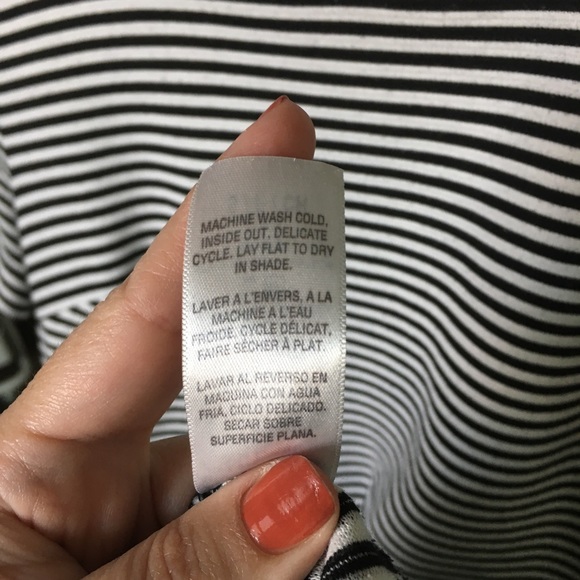 MACHINE WASH COLD,
INSIDE OUT, DELICATE
CYCLE. LAY FLAT TO DRY
IN SHADE.
LAVER A L'ENVERS, A LA
MACHINE A L'EAU
FROIDE, CYCLE DÉLICAT,
FAIRE SÈCHER À PLAT.
LAVAR AL REVERSO EN
MAQUINA CON AGUA
FRIA, CICLO DELICADO.
SECAR SOBRE
SUPERFICIE PLANA.